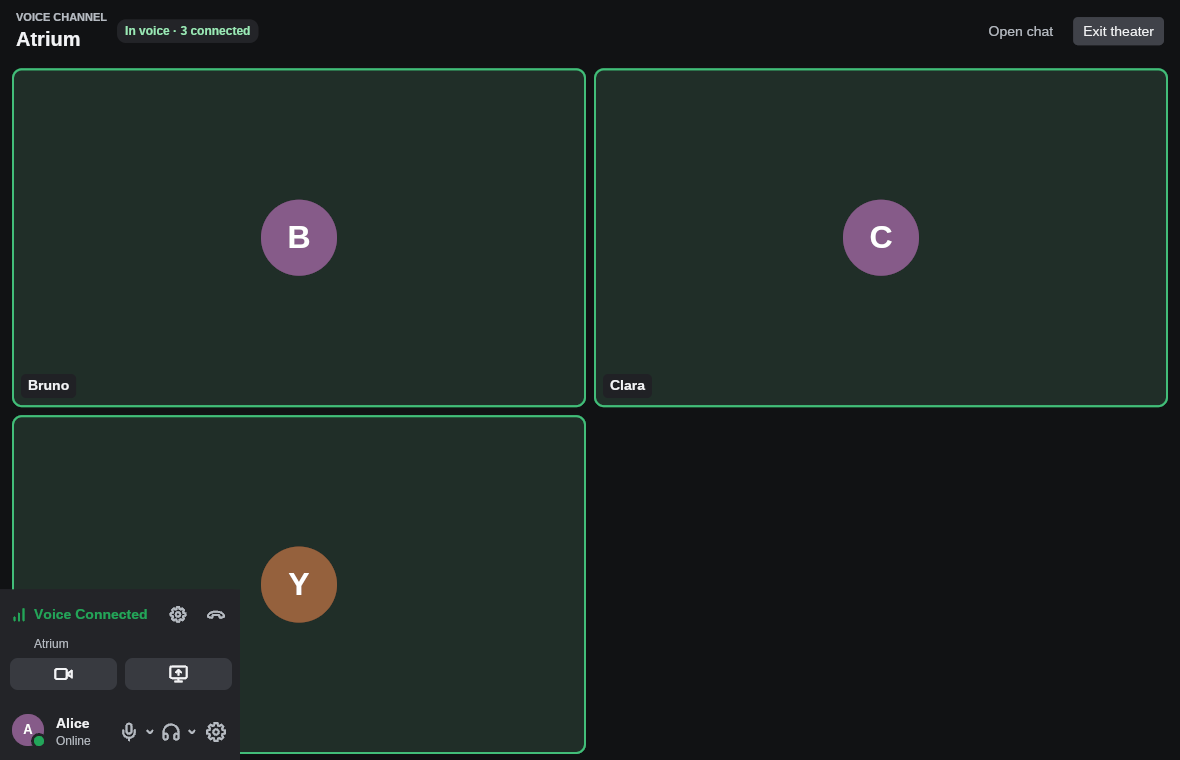 VOICE CHANNEL
Atrium
In voice · 3 connected
Open chat
Exit theater
B
Bruno
C
Clara
Y
Voice Connected
Atrium
A
Alice
Online